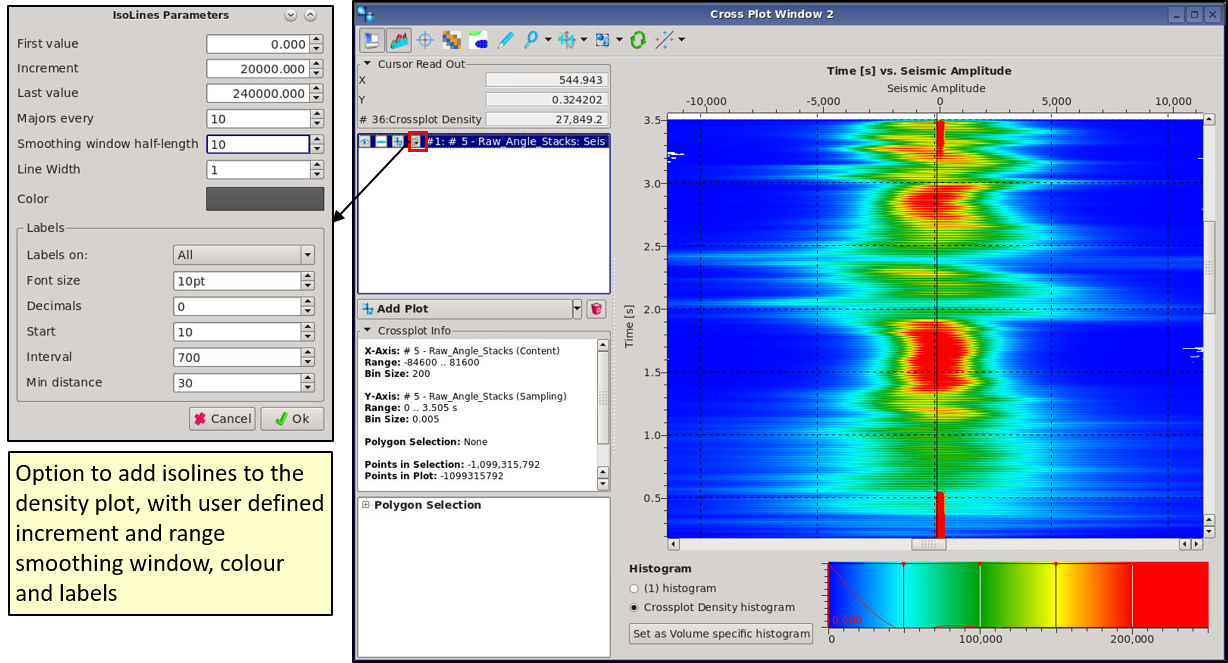 IsoLines Parameters
First value
0.000
Increment
20000.000
Last value
240000.000
Majors every
10
Smoothing window half-length
10
Line Width
1
Color
Labels
Labels on:
All
Font size
10pt
Decimals
0
Start
10
Interval
700
Min distance
30
Cancel
Ok
Option to add isolines to the
density plot, with user defined
increment and range
smoothing window, colour
and labels
Cross Plot Window 2
Cursor Read Out
X
544.943
Y
0.324202
# 36:Crossplot Density
27,849.2
#1: # 5 - Raw_Angle_Stacks: Seis
Add Plot
Crossplot Info
X-Axis: # 5 - Raw_Angle_Stacks (Content)
Range: -84600 .. 81600
Bin Size: 200
Y-Axis: # 5 - Raw_Angle_Stacks (Sampling)
Range: 0 .. 3.505 s
Bin Size: 0.005
Polygon Selection: None
Points in Selection: -1,099,315,792
Points in Plot: -1099315792
Polygon Selection
Time [s] vs. Seismic Amplitude
Seismic Amplitude
-10,000
-5,000
0
5,000
10,000
Time [s]
3.5
3.0
2.5
2.0
1.5
1.0
0.5
Histogram
(1) histogram
Crossplot Density histogram
Set as Volume specific histogram
0.000
0
100,000
200,000